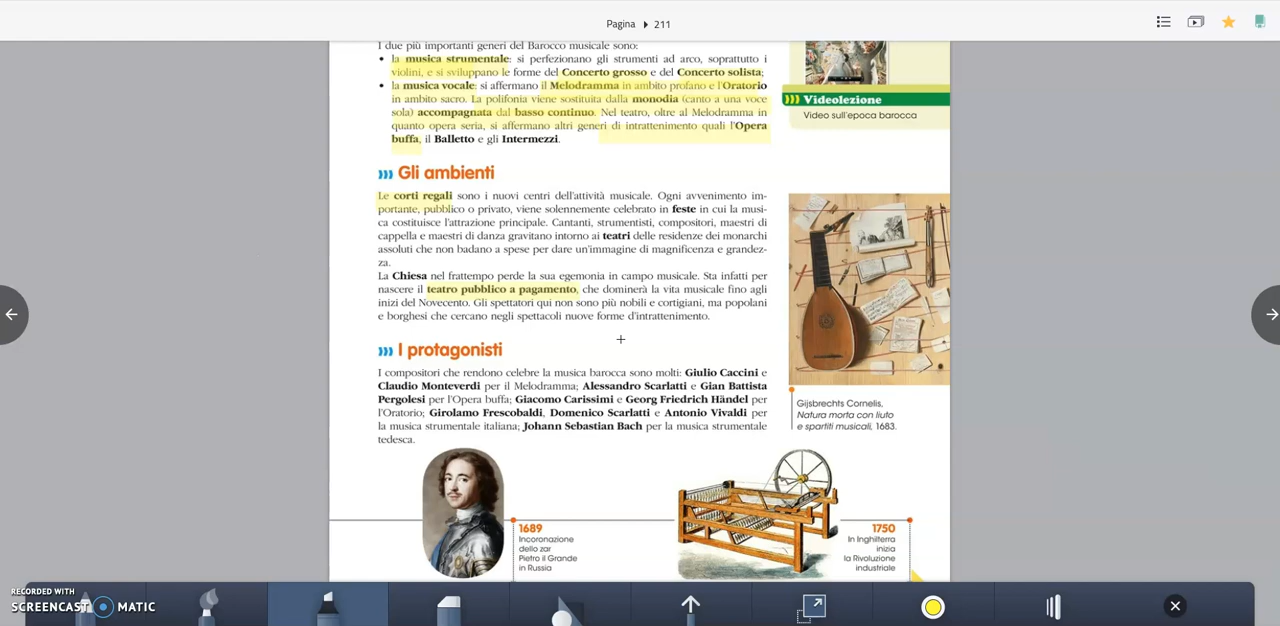 Pagina 211
I due più importanti generi del Barocco musicale sono:
• la musica strumentale: si perfezionano gli strumenti ad arco, soprattutto i
violini, e si sviluppano le forme del Concerto grosso e del Concerto solista;
• la musica vocale: si affermano il Melodramma in ambito profano e l'Oratorio
in ambito sacro. La polifonia viene sostituita dalla monodia (canto a una voce
sola) accompagnata dal basso continuo. Nel teatro, oltre al Melodramma in
quanto opera seria, si affermano altri generi di intrattenimento quali l'Opera
buffa, il Balletto e gli Intermezzi.
Videolezione
Video sull'epoca barocca
Gli ambienti
Le corti regali sono i nuovi centri dell'attività musicale. Ogni avvenimento im-
portante, pubblico o privato, viene solennemente celebrato in feste in cui la musi-
ca costituisce l'attrazione principale. Cantanti, strumentisti, compositori, maestri di
cappella e maestri di danza gravitano intorno ai teatri delle residenze dei monarchi
assoluti che non badano a spese per dare un'immagine di magnificenza e grandez-
za.
La Chiesa nel frattempo perde la sua egemonia in campo musicale. Sta infatti per
nascere il teatro pubblico a pagamento, che dominerà la vita musicale fino agli
inizi del Novecento. Gli spettatori qui non sono più nobili e cortigiani, ma popolani
e borghesi che cercano negli spettacoli nuove forme d'intrattenimento.
I protagonisti
I compositori che rendono celebre la musica barocca sono molti: Giulio Caccini e
Claudio Monteverdi per il Melodramma; Alessandro Scarlatti e Gian Battista
Pergolesi per l'Opera buffa; Giacomo Carissimi e Georg Friedrich Händel per
l'Oratorio; Girolamo Frescobaldi, Domenico Scarlatti e Antonio Vivaldi per
la musica strumentale italiana; Johann Sebastian Bach per la musica strumentale
tedesca.
Gijsbrechts Cornelis,
Natura morta con liuto
e spartiti musicali, 1683.
1689
Incoronazione
dello zar
Pietro il Grande
in Russia
1750
In Inghilterra
inizia
la Rivoluzione
industriale
RECORDED WITH
SCREENCAST MATIC